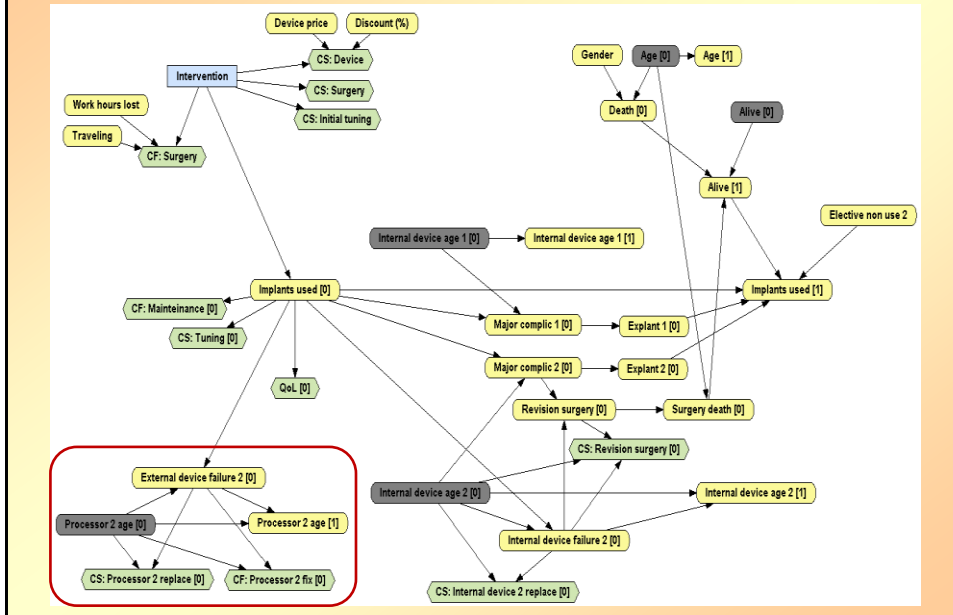 Device price
Discount (%)
CS: Device
Gender
Age [0]
Age [1]
Intervention
CS: Surgery
Work hours lost
CS: Initial tuning
Death [0]
Alive [0]
Traveling
CF: Surgery
Alive [1]
Elective non use 2
Internal device age 1 [0]
Internal device age 1 [1]
Implants used [0]
Implants used [1]
CF: Mainteinance [0]
Major complic 1 [0]
Explant 1 [0]
CS: Tuning [0]
Major complic 2 [0]
Explant 2 [0]
QoL [0]
Revision surgery [0]
Surgery death [0]
CS: Revision surgery [0]
External device failure 2 [0]
Internal device age 2 [0]
Internal device age 2 [1]
Processor 2 age [0]
Processor 2 age [1]
Internal device failure 2 [0]
CS: Processor 2 replace [0]
CF: Processor 2 fix [0]
CS: Internal device 2 replace [0]